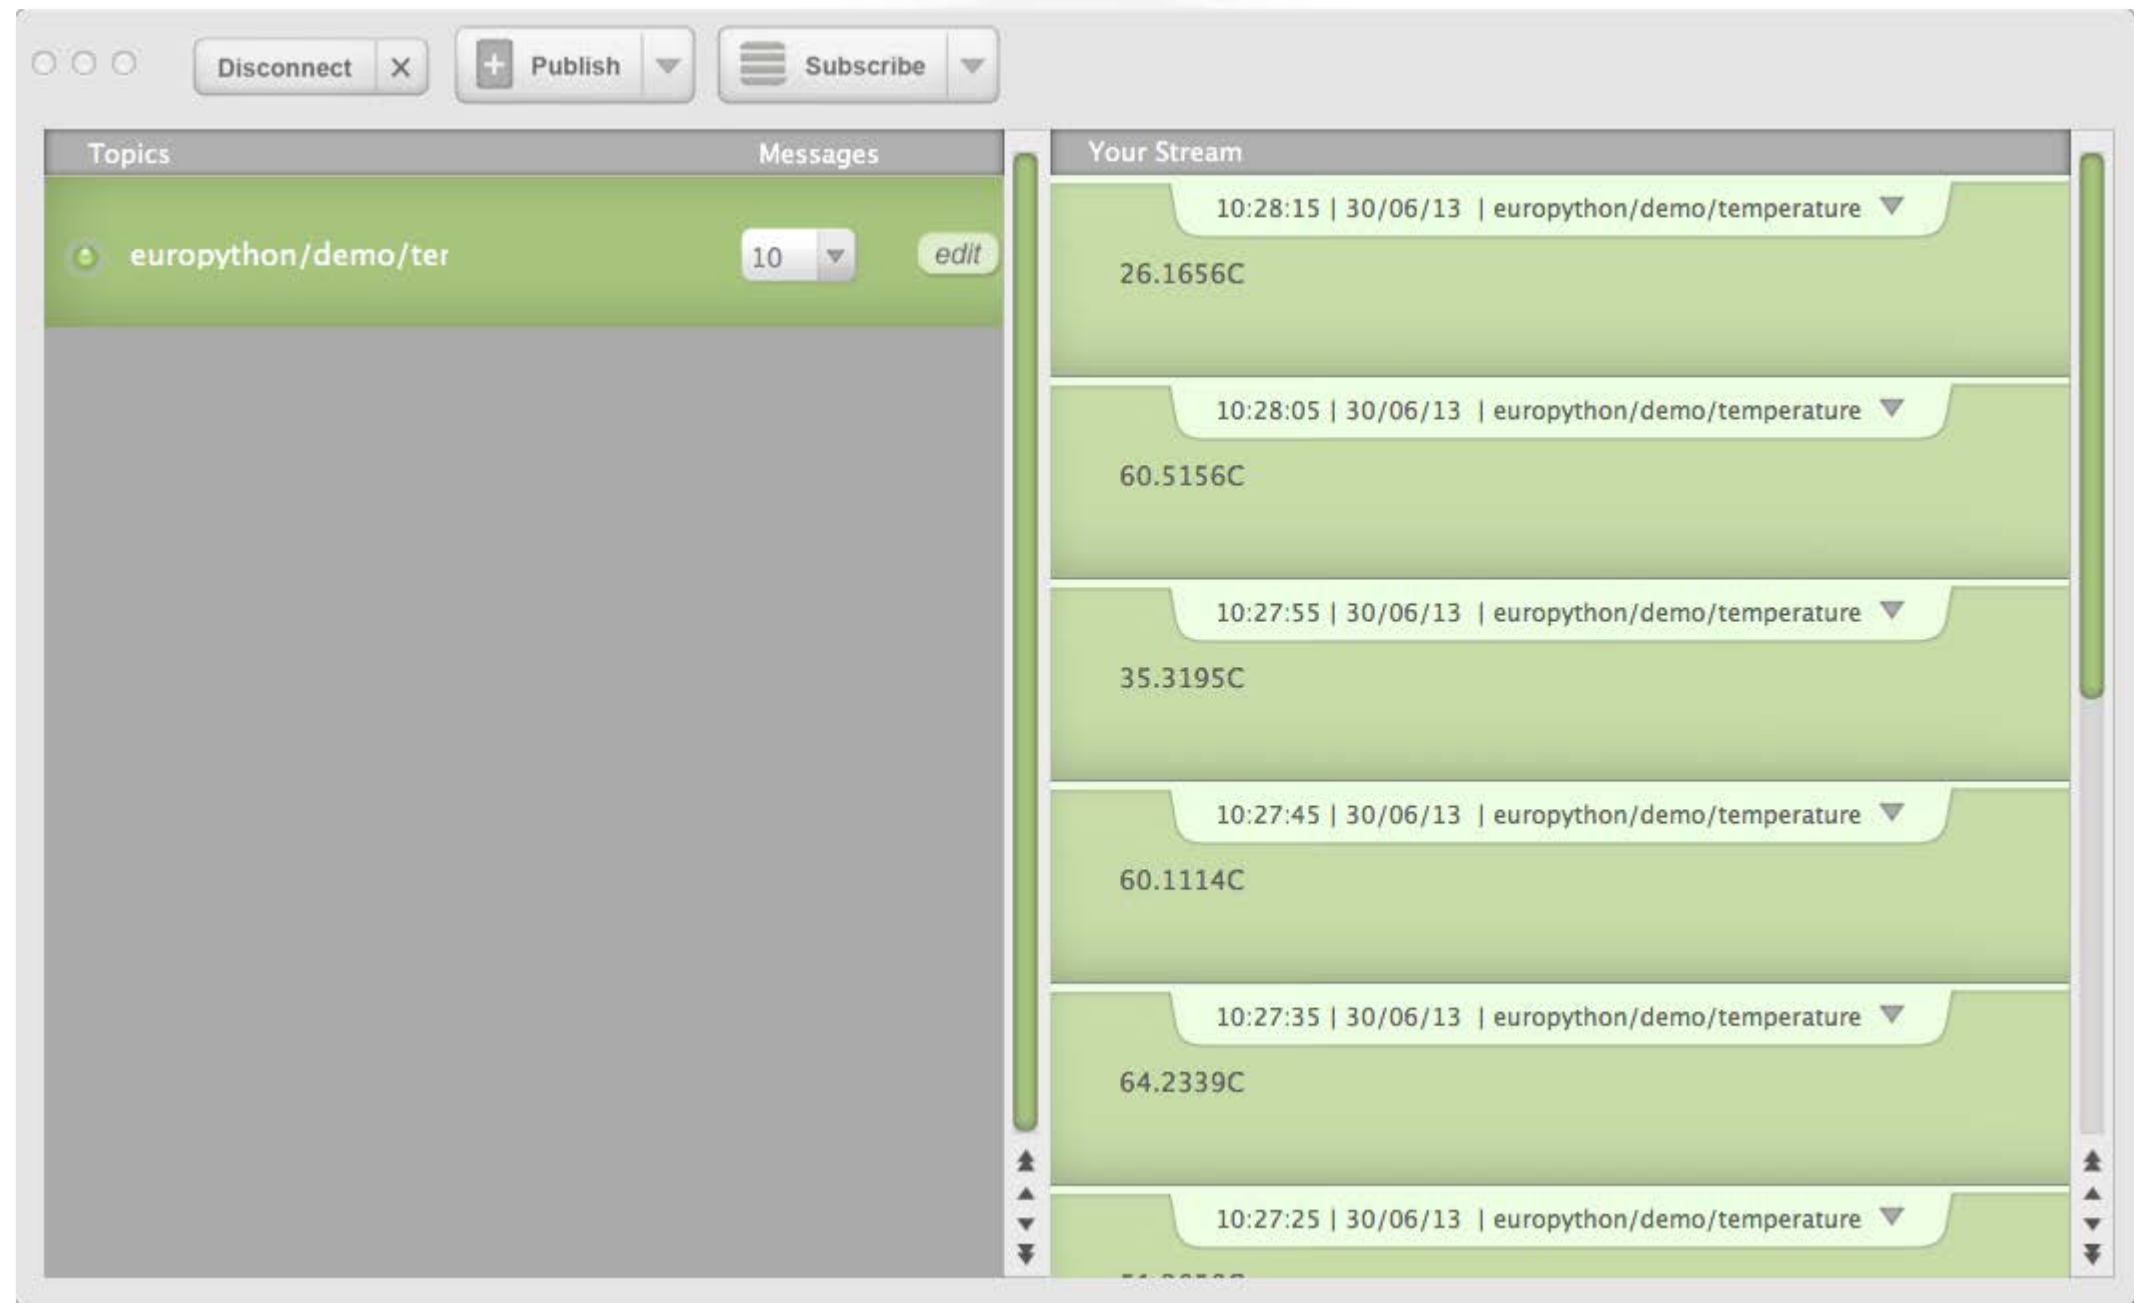 Disconnect X Publish Subscribe
Topics Messages
europython/demo/ter 10 edit
Your Stream
10:28:15 | 30/06/13 | europython/demo/temperature
26.1656C
10:28:05 | 30/06/13 | europython/demo/temperature
60.5156C
10:27:55 | 30/06/13 | europython/demo/temperature
35.3195C
10:27:45 | 30/06/13 | europython/demo/temperature
60.1114C
10:27:35 | 30/06/13 | europython/demo/temperature
64.2339C
10:27:25 | 30/06/13 | europython/demo/temperature